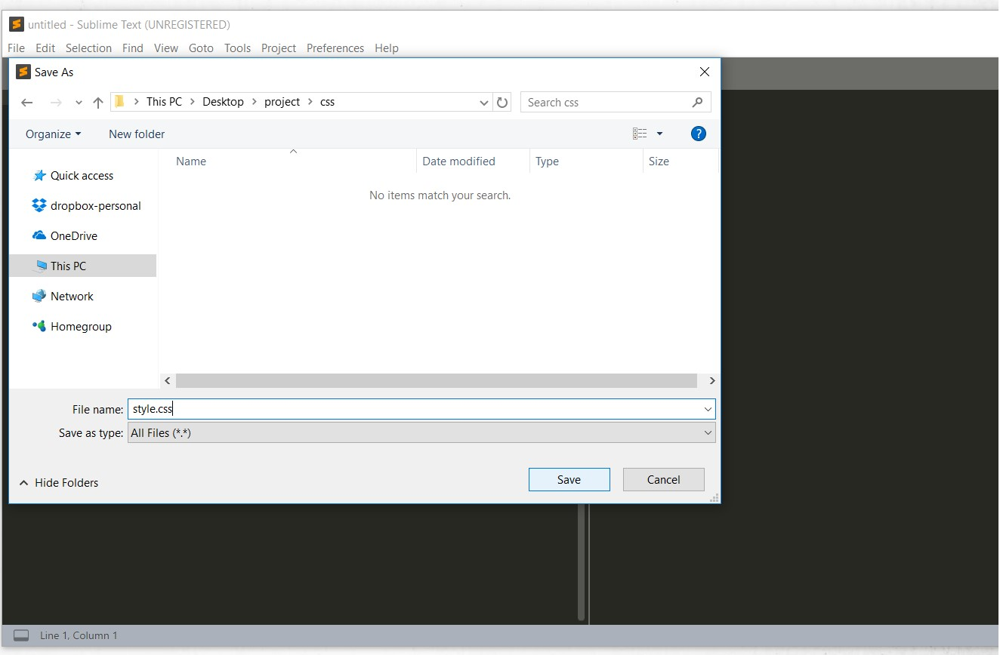 untitled - Sublime Text (UNREGISTERED)
File Edit Selection Find View Goto Tools Project Preferences Help
Save As
This PC > Desktop > project > css
Search css
Organize
New folder
Name Date modified Type Size
No items match your search.
Quick access
dropbox-personal
OneDrive
This PC
Network
Homegroup
File name: style.css
Save as type: All Files (*.*)
Hide Folders
Save Cancel
Line 1, Column 1